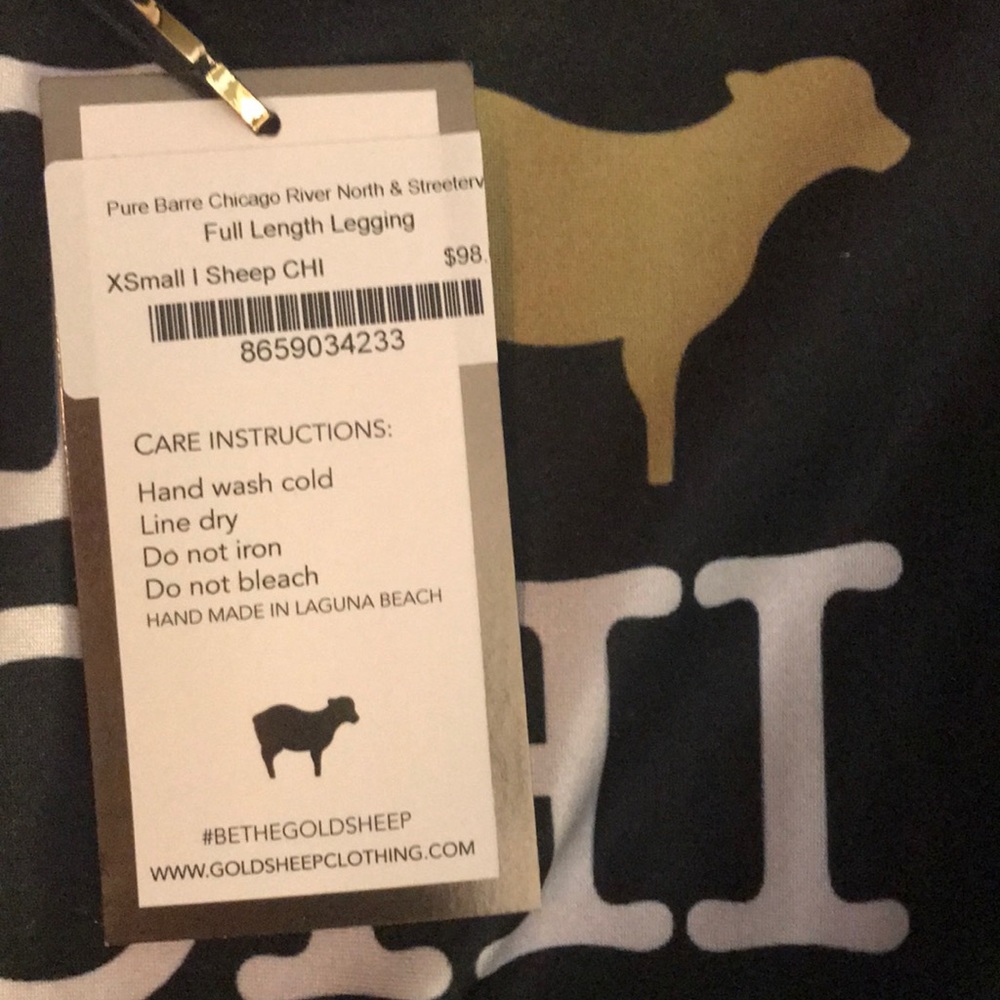 Pure Barre Chicago River North & Streeterv
Full Length Legging
XSmall I Sheep CHI $98.
8659034233
CARE INSTRUCTIONS:
Hand wash cold
Line dry
Do not iron
Do not bleach
HAND MADE IN LAGUNA BEACH
#BETHEGOLDSHEEP
WWW.GOLDSHEEPCLOTHING.COM
HI